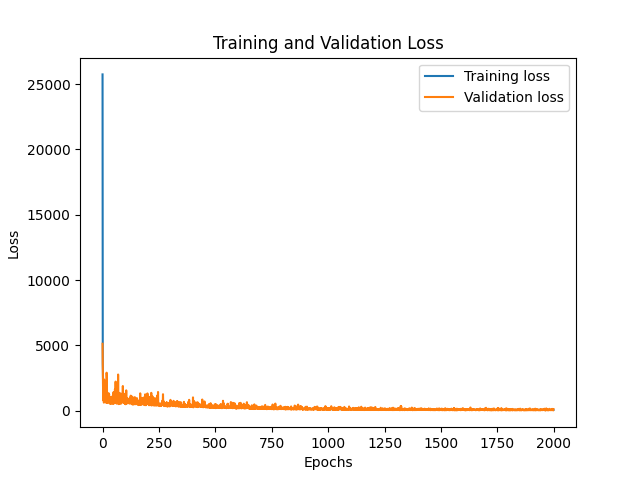 Training and Validation Loss
Training loss
Validation loss
25000
20000
15000
10000
5000
0
Loss
0 250 500 750 1000 1250 1500 1750 2000
Epochs